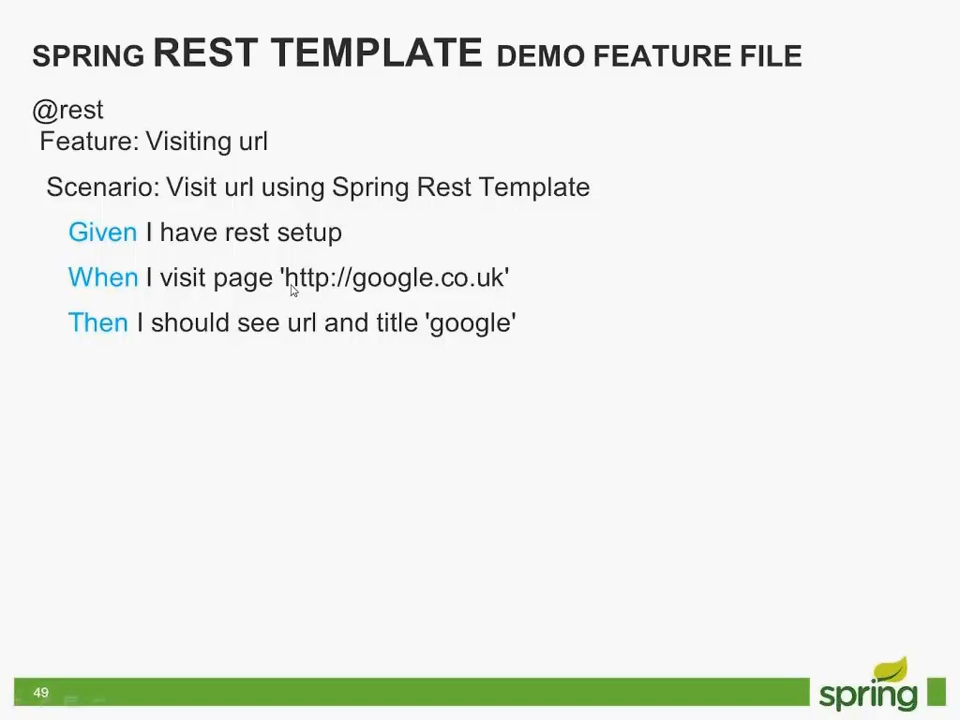 SPRING REST TEMPLATE DEMO FEATURE FILE
@rest
Feature: Visiting url
Scenario: Visit url using Spring Rest Template
Given I have rest setup
When I visit page 'http://google.co.uk'
Then I should see url and title 'google'
49
spring